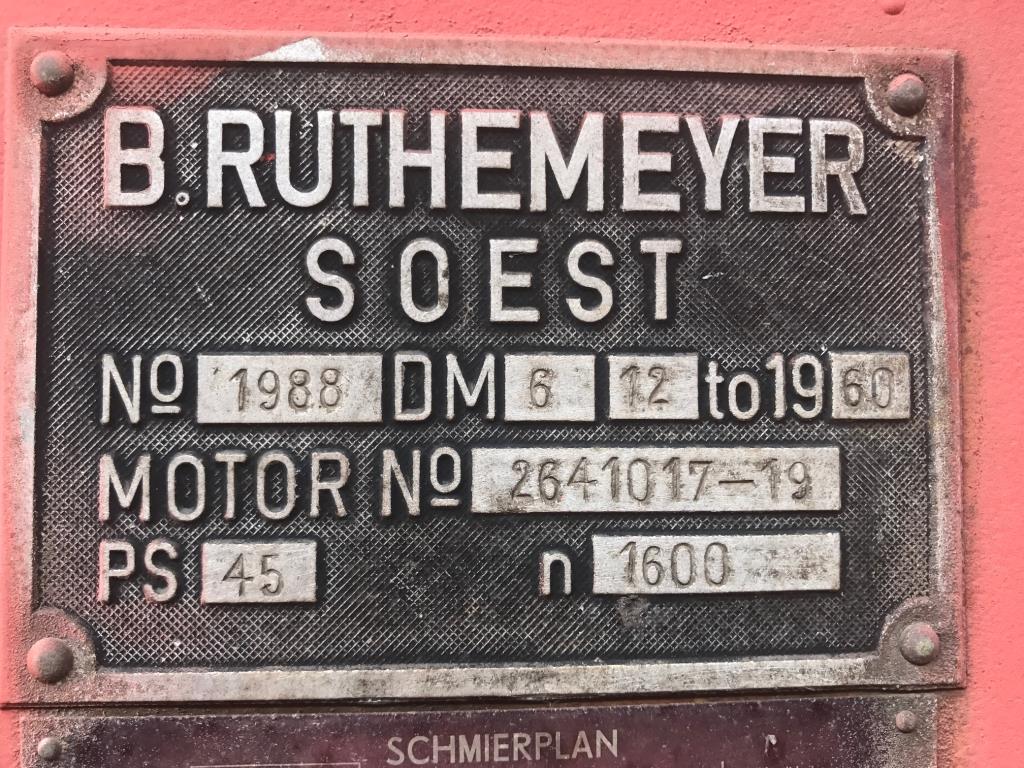 B. RUTHEMEYER
SOEST
Nº 1988 DM 6 12 to 1960
MOTOR Nº 2641017-19
PS 45 n 1600
SCHMIERPLAN